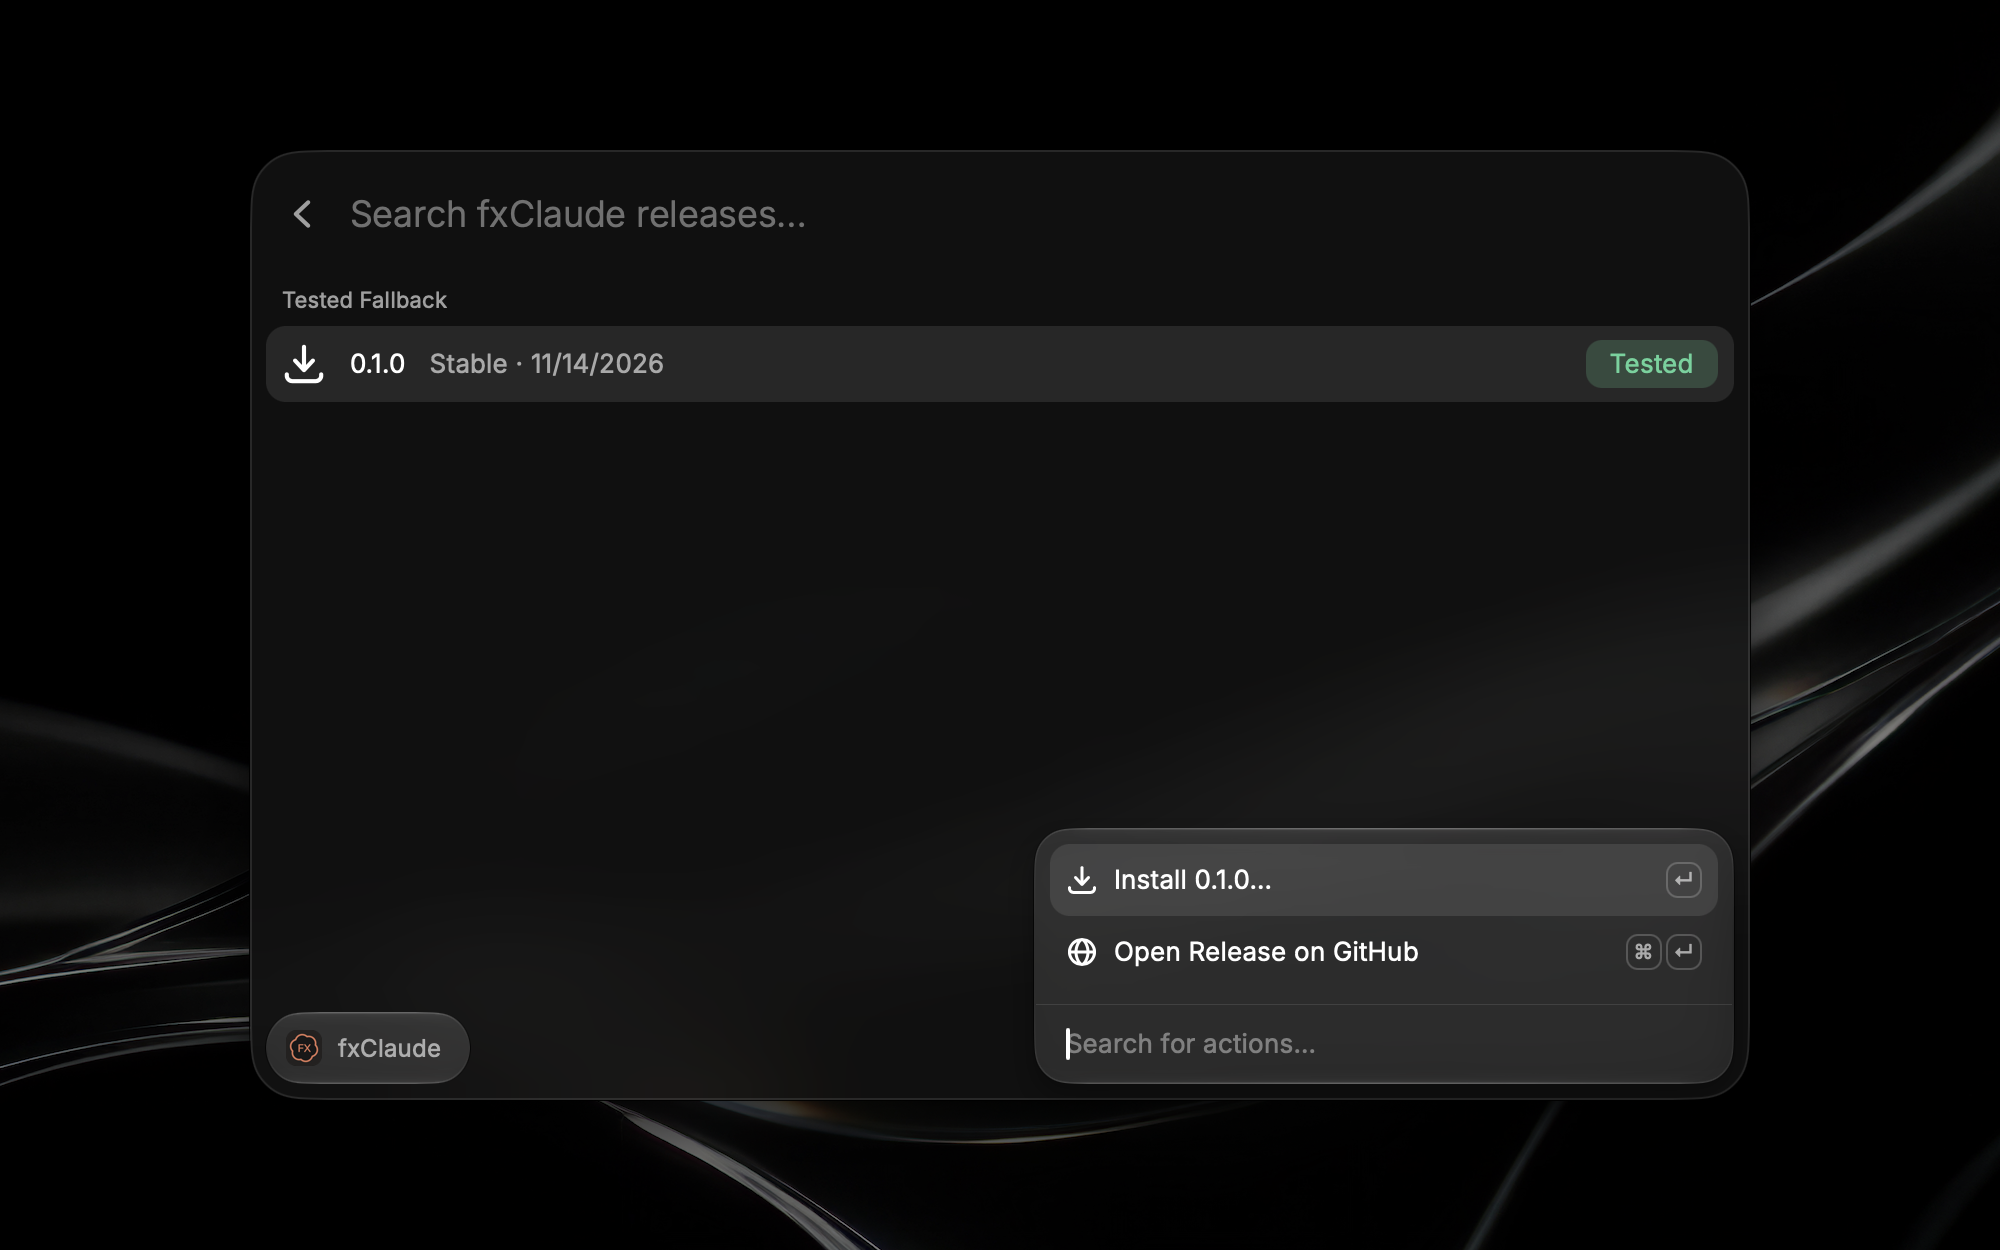 Search fxClaude releases...
Tested Fallback
0.1.0 Stable · 11/14/2026 Tested
Install 0.1.0...
Open Release on GitHub ⌘
Search for actions...
FX fxClaude